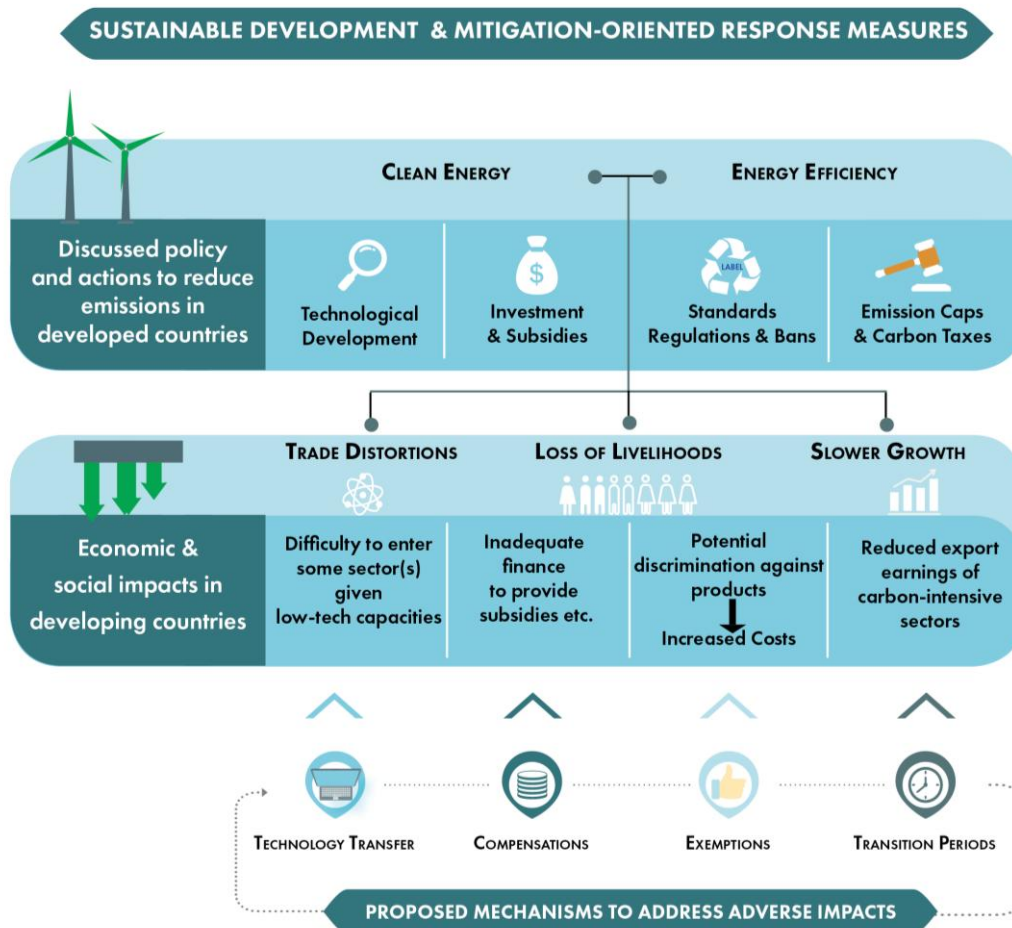 SUSTAINABLE DEVELOPMENT & MITIGATION-ORIENTED RESPONSE MEASURES
CLEAN ENERGY
ENERGY EFFICIENCY
Discussed policy
and actions to reduce
emissions in
developed countries
Technological
Development
$
Investment
& Subsidies
LABEL
Standards
Regulations & Bans
Emission Caps
& Carbon Taxes
TRADE DISTORTIONS
LOSS OF LIVELIHOODS
SLOWER GROWTH
Economic &
social impacts in
developing countries
Difficulty to enter
some sector(s)
given
low-tech capacities
Inadequate
finance
to provide
subsidies etc.
Potential
discrimination against
products
Increased Costs
Reduced export
earnings of
carbon-intensive
sectors
TECHNOLOGY TRANSFER
COMPENSATIONS
EXEMPTIONS
TRANSITION PERIODS
PROPOSED MECHANISMS TO ADDRESS ADVERSE IMPACTS